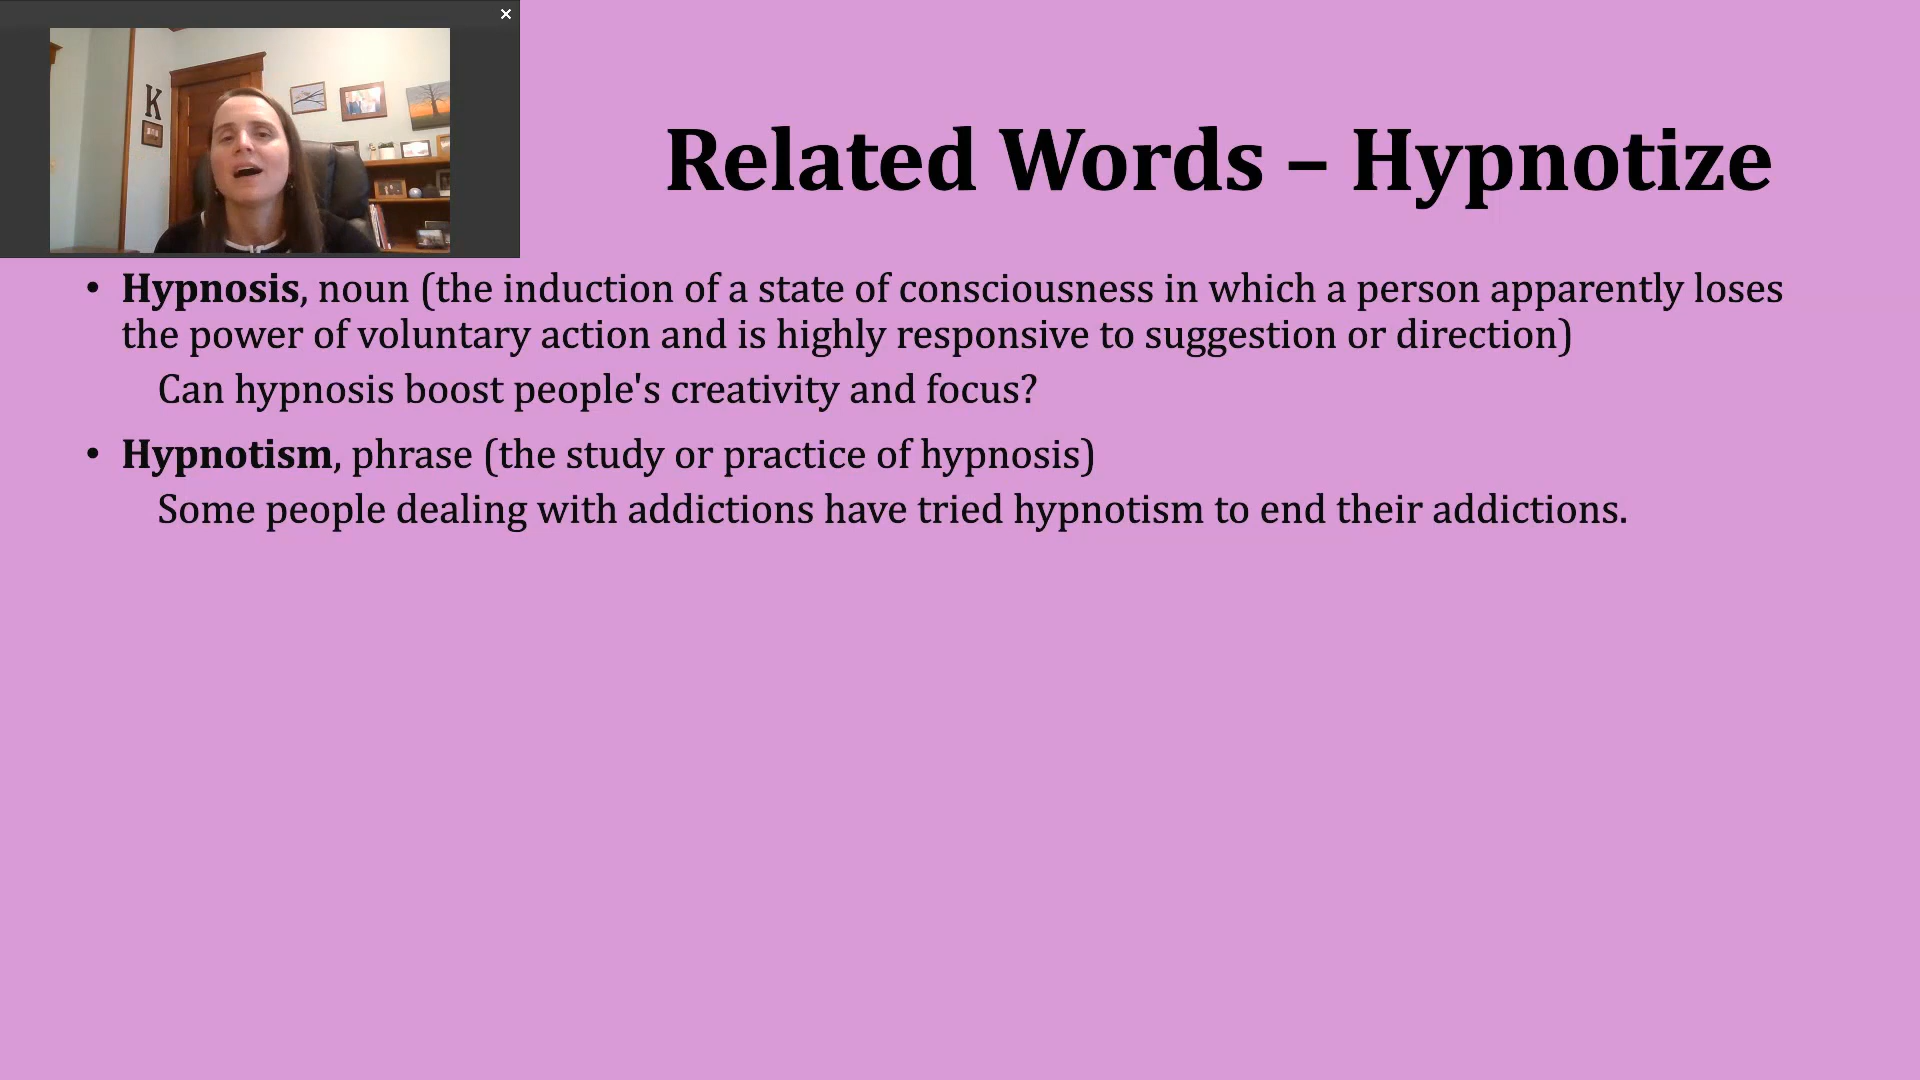 K
Related Words – Hypnotize
• Hypnosis, noun (the induction of a state of consciousness in which a person apparently loses
the power of voluntary action and is highly responsive to suggestion or direction)
Can hypnosis boost people's creativity and focus?
• Hypnotism, phrase (the study or practice of hypnosis)
Some people dealing with addictions have tried hypnotism to end their addictions.